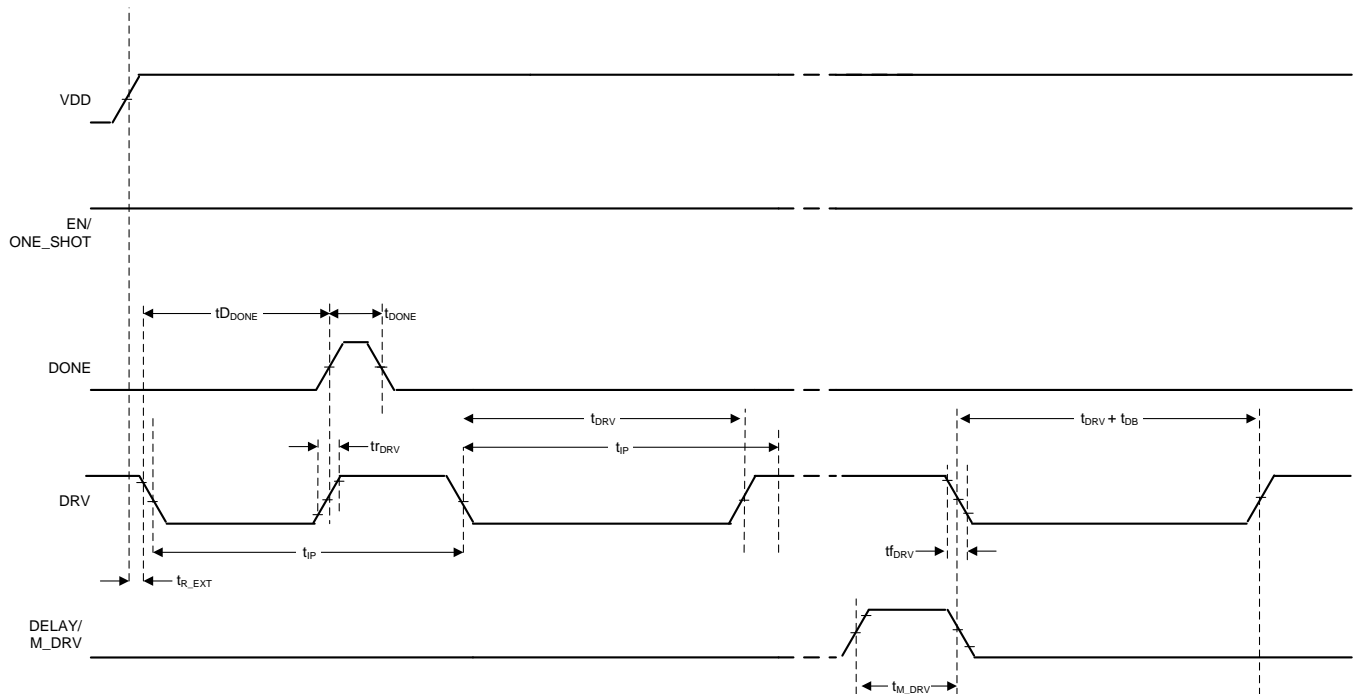 VDD
EN/
ONE_SHOT
tD_DONE
t_DONE
DONE
t_DRV
t_DRV + t_DB
tr_DRV
t_IP
DRV
t_IP
tf_DRV
t_R_EXT
DELAY/
M_DRV
t_M_DRV